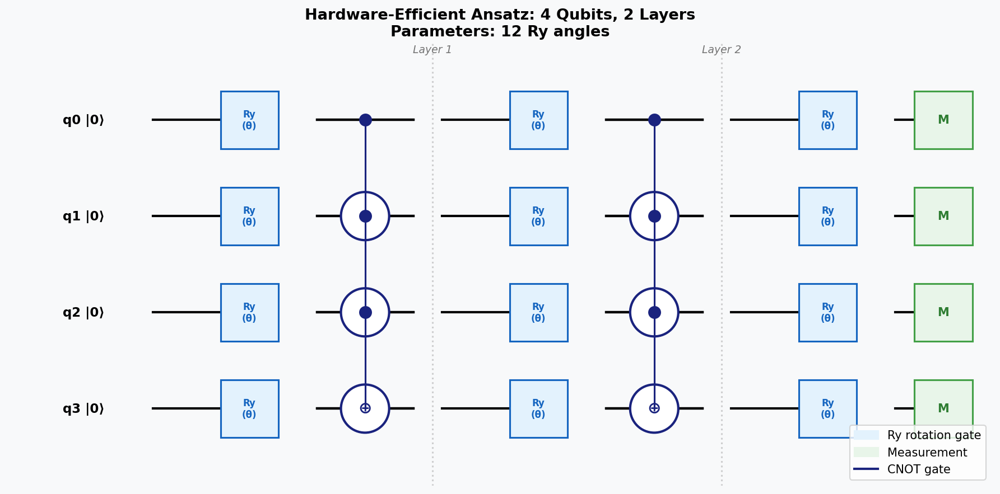 Hardware-Efficient Ansatz: 4 Qubits, 2 Layers
Parameters: 12 Ry angles
Layer 1
Layer 2
q0 |0⟩
Ry
(θ)
Ry
(θ)
Ry
(θ)
M
q1 |0⟩
Ry
(θ)
Ry
(θ)
Ry
(θ)
M
q2 |0⟩
Ry
(θ)
Ry
(θ)
Ry
(θ)
M
q3 |0⟩
Ry
(θ)
⊕
Ry
(θ)
⊕
Ry
(θ)
M
Ry rotation gate
Measurement
CNOT gate